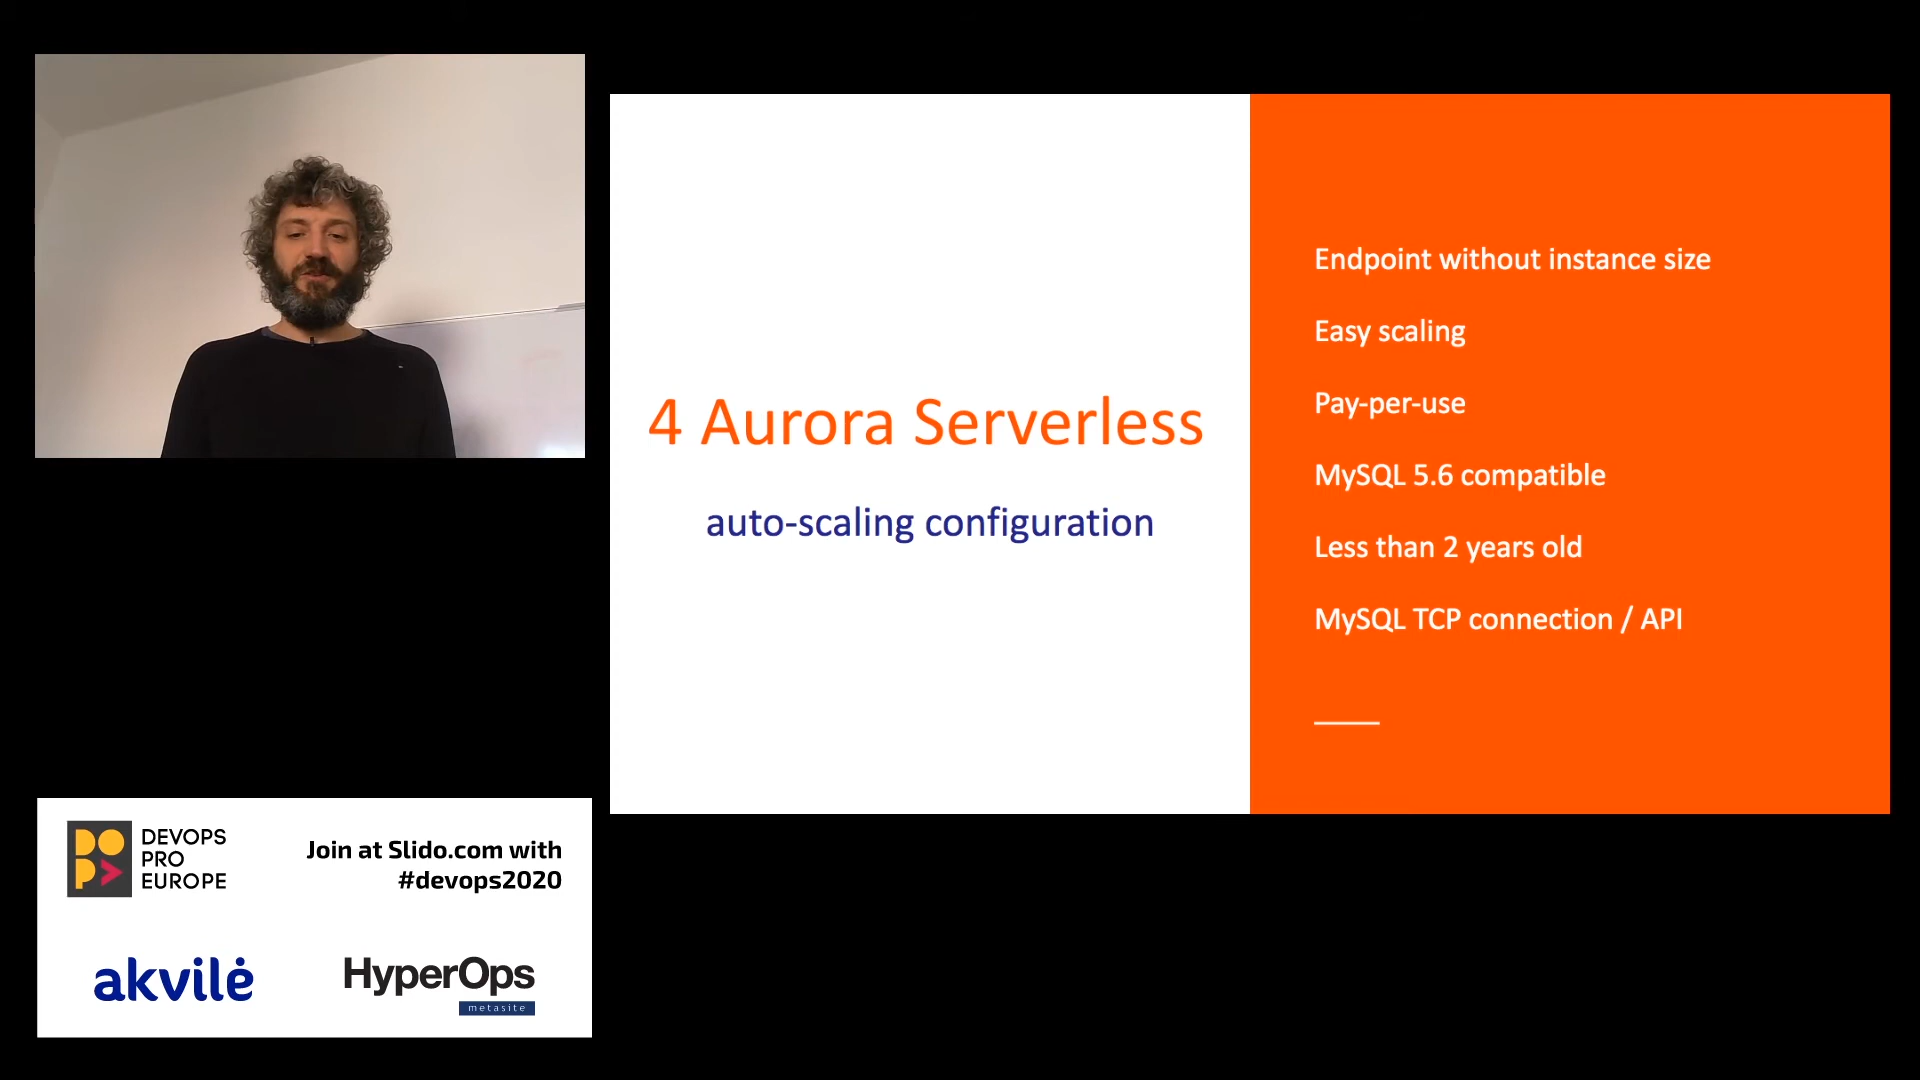 4 Aurora Serverless
auto-scaling configuration
Endpoint without instance size
Easy scaling
Pay-per-use
MySQL 5.6 compatible
Less than 2 years old
MySQL TCP connection / API
DEVOPS
PRO
EUROPE
Join at Slido.com with
#devops2020
akvilė
HyperOps
metasite